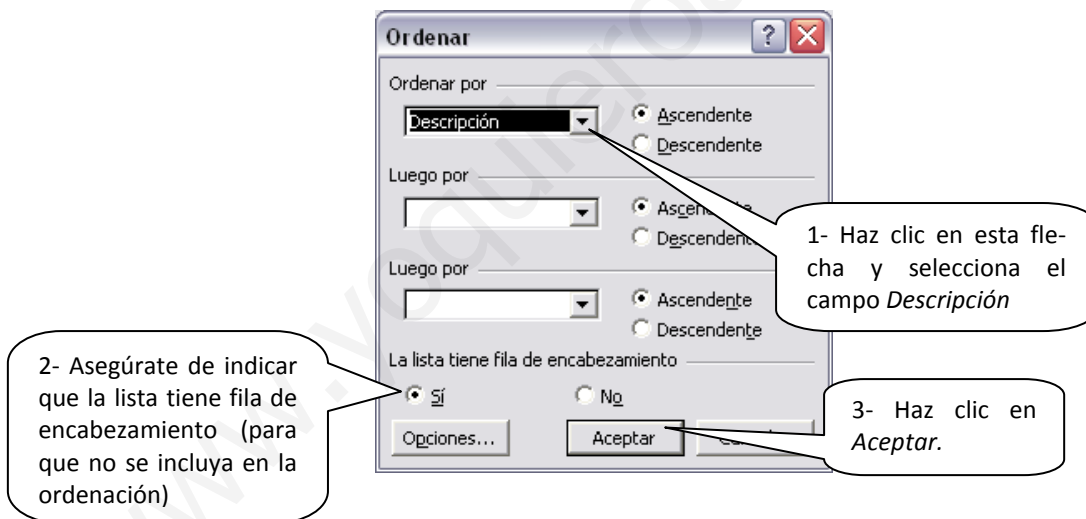 Ordenar
Ordenar por
Descripción
Ascendente
Descendente
Luego por
Ascendente
Descendente
Luego por
Ascendente
Descendente
La lista tiene fila de encabezamiento
Sí No
Opciones... Aceptar
1- Haz clic en esta fle-
cha y selecciona el
campo Descripción
2- Asegúrate de indicar
que la lista tiene fila de
encabezamiento (para
que no se incluya en la
ordenación)
3- Haz clic en
Aceptar.